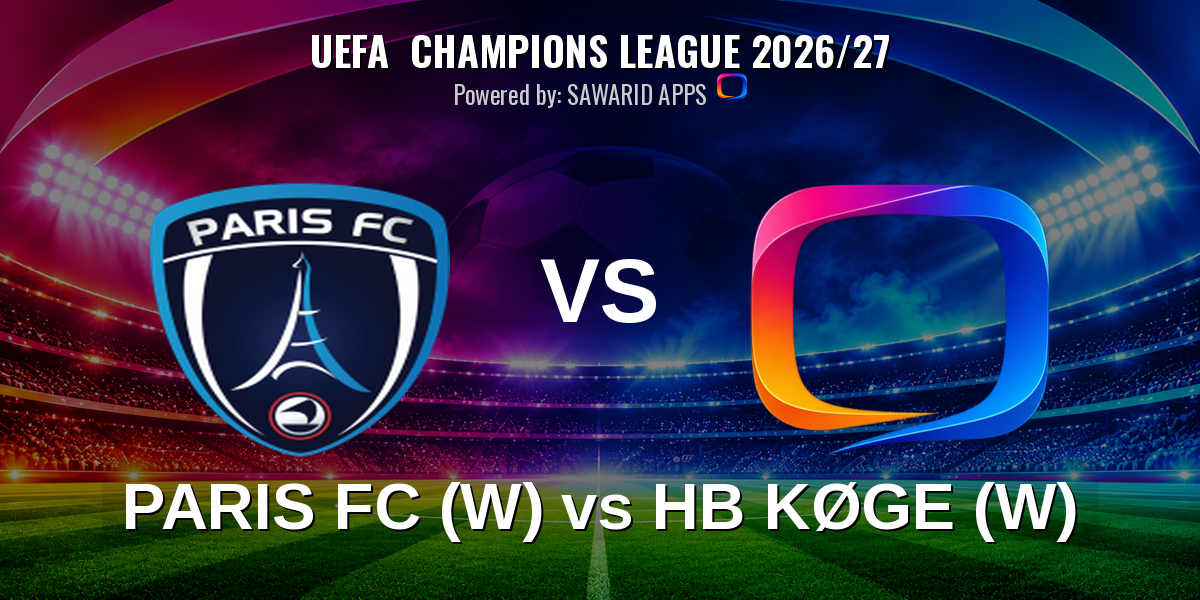 UEFA CHAMPIONS LEAGUE 2026/27
Powered by: SAWARID APPS
PARIS FC
VS
PARIS FC (W) vs HB KØGE (W)